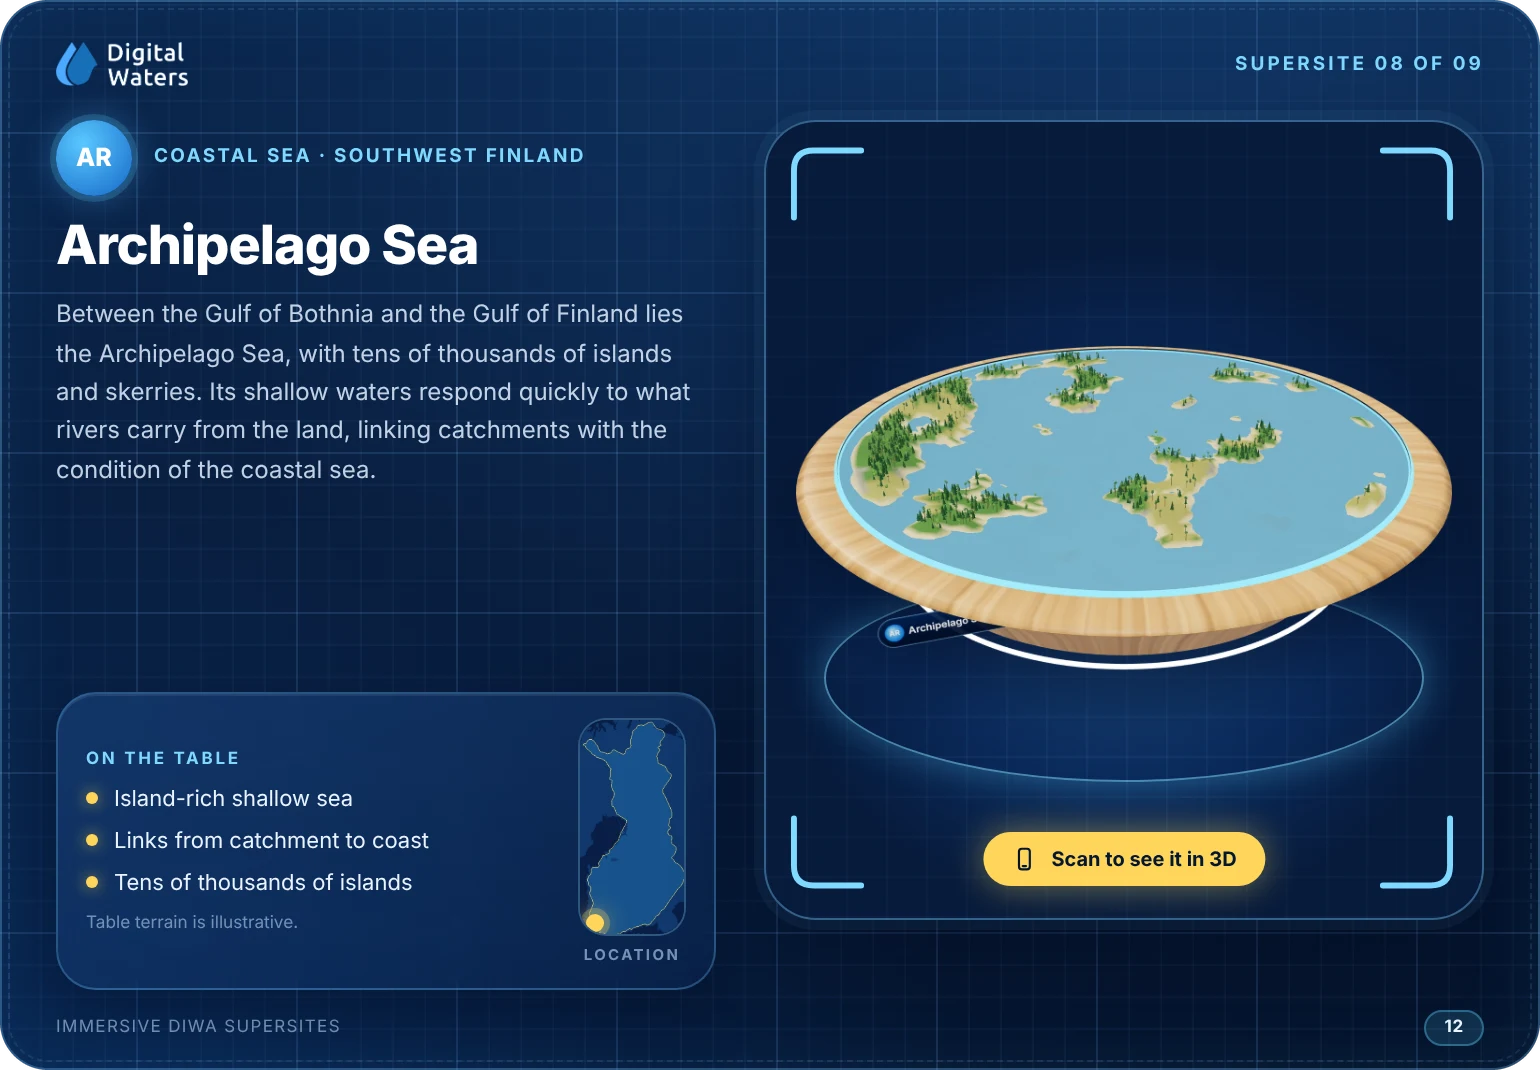 Digital
Waters
SUPERSITE 08 OF 09
AR
COASTAL SEA · SOUTHWEST FINLAND
Archipelago Sea
Between the Gulf of Bothnia and the Gulf of Finland lies
the Archipelago Sea, with tens of thousands of islands
and skerries. Its shallow waters respond quickly to what
rivers carry from the land, linking catchments with the
condition of the coastal sea.
AR Archipelago
Scan to see it in 3D
ON THE TABLE
Island-rich shallow sea
Links from catchment to coast
Tens of thousands of islands
Table terrain is illustrative.
LOCATION
IMMERSIVE DIWA SUPERSITES
12